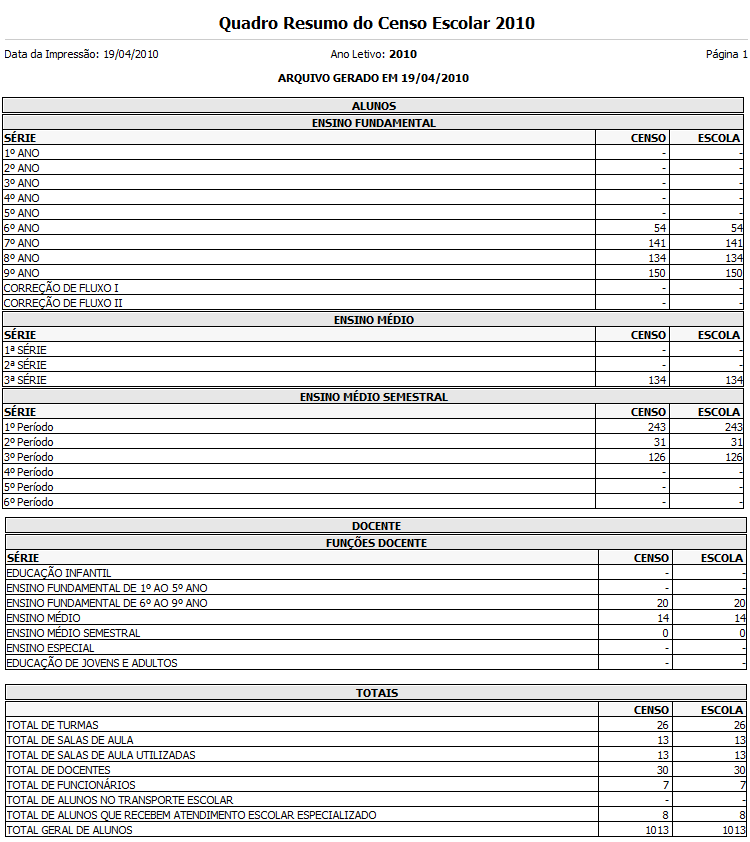 Quadro Resumo do Censo Escolar 2010
Data da Impressão: 19/04/2010 Ano Letivo: 2010 Página 1
ARQUIVO GERADO EM 19/04/2010
ALUNOS
ENSINO FUNDAMENTAL
SÉRIE CENSO ESCOLA
1º ANO - -
2º ANO - -
3º ANO - -
4º ANO - -
5º ANO - -
6º ANO 54 54
7º ANO 141 141
8º ANO 134 134
9º ANO 150 150
CORREÇÃO DE FLUXO I - -
CORREÇÃO DE FLUXO II - -
ENSINO MÉDIO
SÉRIE CENSO ESCOLA
1ª SÉRIE - -
2ª SÉRIE - -
3ª SÉRIE 134 134
ENSINO MÉDIO SEMESTRAL
SÉRIE CENSO ESCOLA
1º Período 243 243
2º Período 31 31
3º Período 126 126
4º Período - -
5º Período - -
6º Período - -
DOCENTE
FUNÇÕES DOCENTE
SÉRIE CENSO ESCOLA
EDUCAÇÃO INFANTIL - -
ENSINO FUNDAMENTAL DE 1º AO 5º ANO - -
ENSINO FUNDAMENTAL DE 6º AO 9º ANO 20 20
ENSINO MÉDIO 14 14
ENSINO MÉDIO SEMESTRAL 0 0
ENSINO ESPECIAL - -
EDUCAÇÃO DE JOVENS E ADULTOS - -
TOTAIS
CENSO ESCOLA
TOTAL DE TURMAS 26 26
TOTAL DE SALAS DE AULA 13 13
TOTAL DE SALAS DE AULA UTILIZADAS 13 13
TOTAL DE DOCENTES 30 30
TOTAL DE FUNCIONÁRIOS 7 7
TOTAL DE ALUNOS NO TRANSPORTE ESCOLAR - -
TOTAL DE ALUNOS QUE RECEBEM ATENDIMENTO ESCOLAR ESPECIALIZADO 8 8
TOTAL GERAL DE ALUNOS 1013 1013